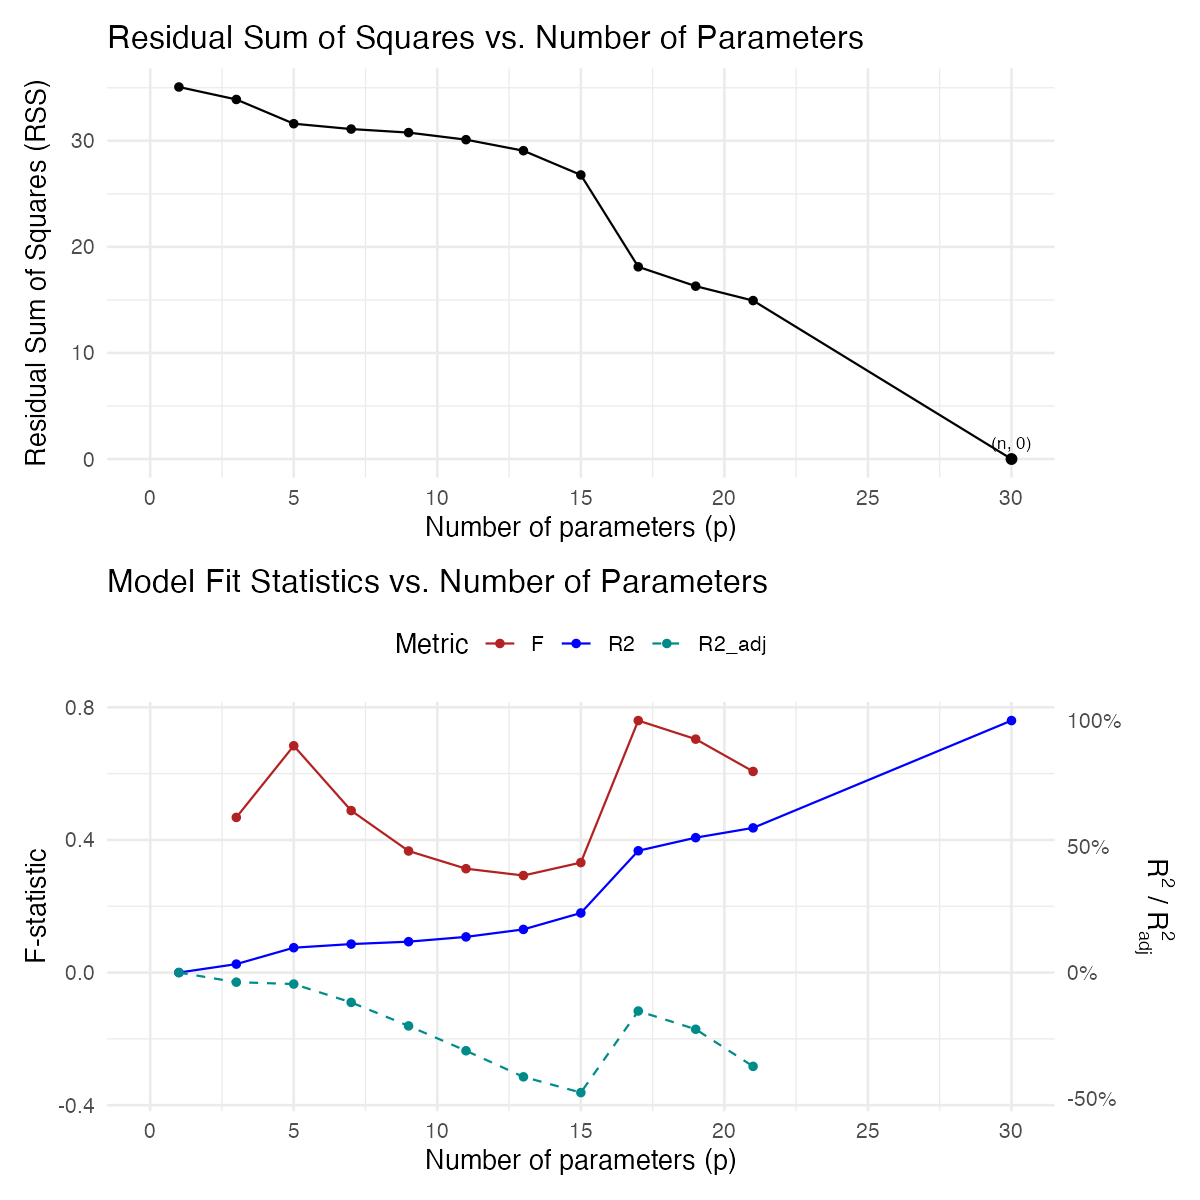 Residual Sum of Squares vs. Number of Parameters
Residual Sum of Squares (RSS)
30
20
10
0
(n, 0)
0 5 10 15 20 25 30
Number of parameters (p)
Model Fit Statistics vs. Number of Parameters
Metric F R2 R2_adj
F-statistic
0.8
0.4
0.0
-0.4
100%
50%
0%
-50%
R² / R²adj
0 5 10 15 20 25 30
Number of parameters (p)